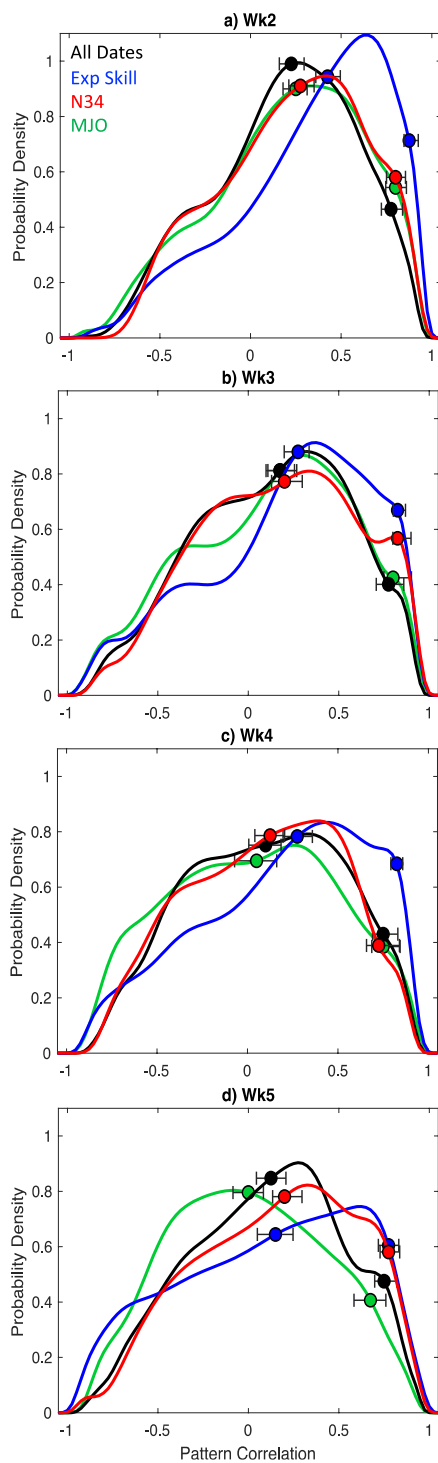 a) Wk2
All Dates
Exp Skill
N34
MJO
Probability Density
1
0.8
0.6
0.4
0.2
0
-1 -0.5 0 0.5 1
b) Wk3
Probability Density
1
0.8
0.6
0.4
0.2
0
-1 -0.5 0 0.5 1
c) Wk4
Probability Density
1
0.8
0.6
0.4
0.2
0
-1 -0.5 0 0.5 1
d) Wk5
Probability Density
1
0.8
0.6
0.4
0.2
0
-1 -0.5 0 0.5 1
Pattern Correlation